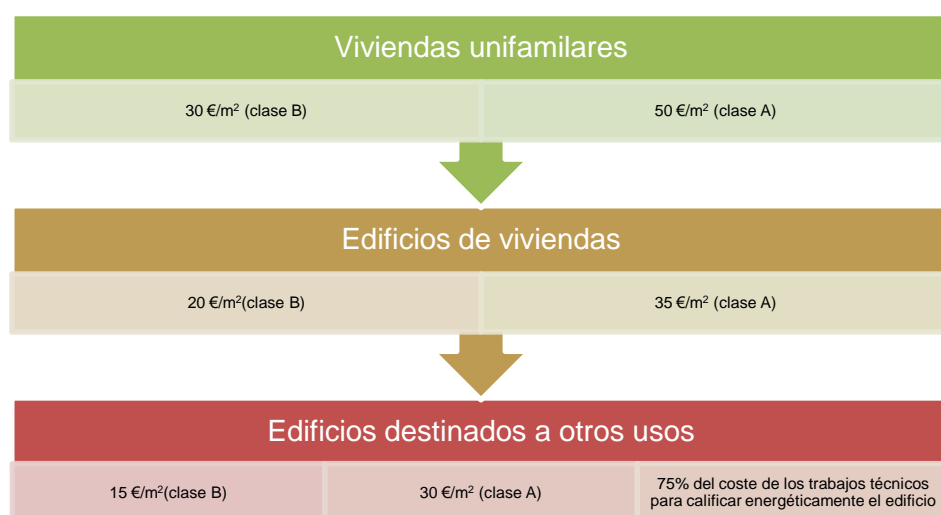 Viviendas unifamilares
30 €/m² (clase B)
50 €/m² (clase A)
Edificios de viviendas
20 €/m²(clase B)
35 €/m² (clase A)
Edificios destinados a otros usos
15 €/m²(clase B)
30 €/m² (clase A)
75% del coste de los trabajos técnicos
para calificar energéticamente el edificio